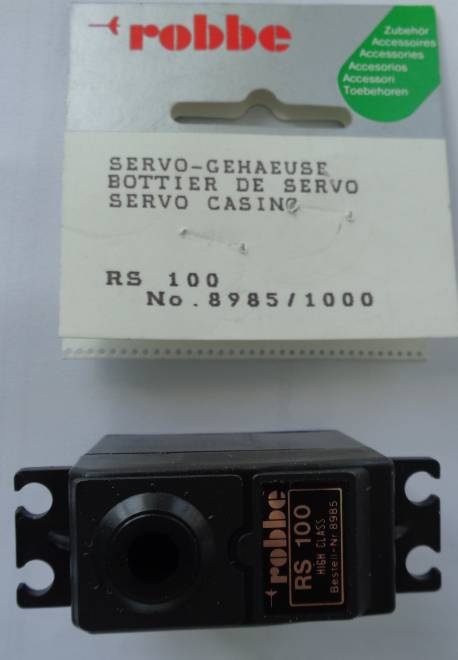 robbe
Zubehör
Accessoires
Accessories
Accesorios
Accessori
Toebehoren
SERVO-GEHAEUSE
BOTTIER DE SERVO
SERVO CASING
RS 100
No.8985/1000
robbe
RS 100
HIGH CLASS
Bestell-Nr 8985